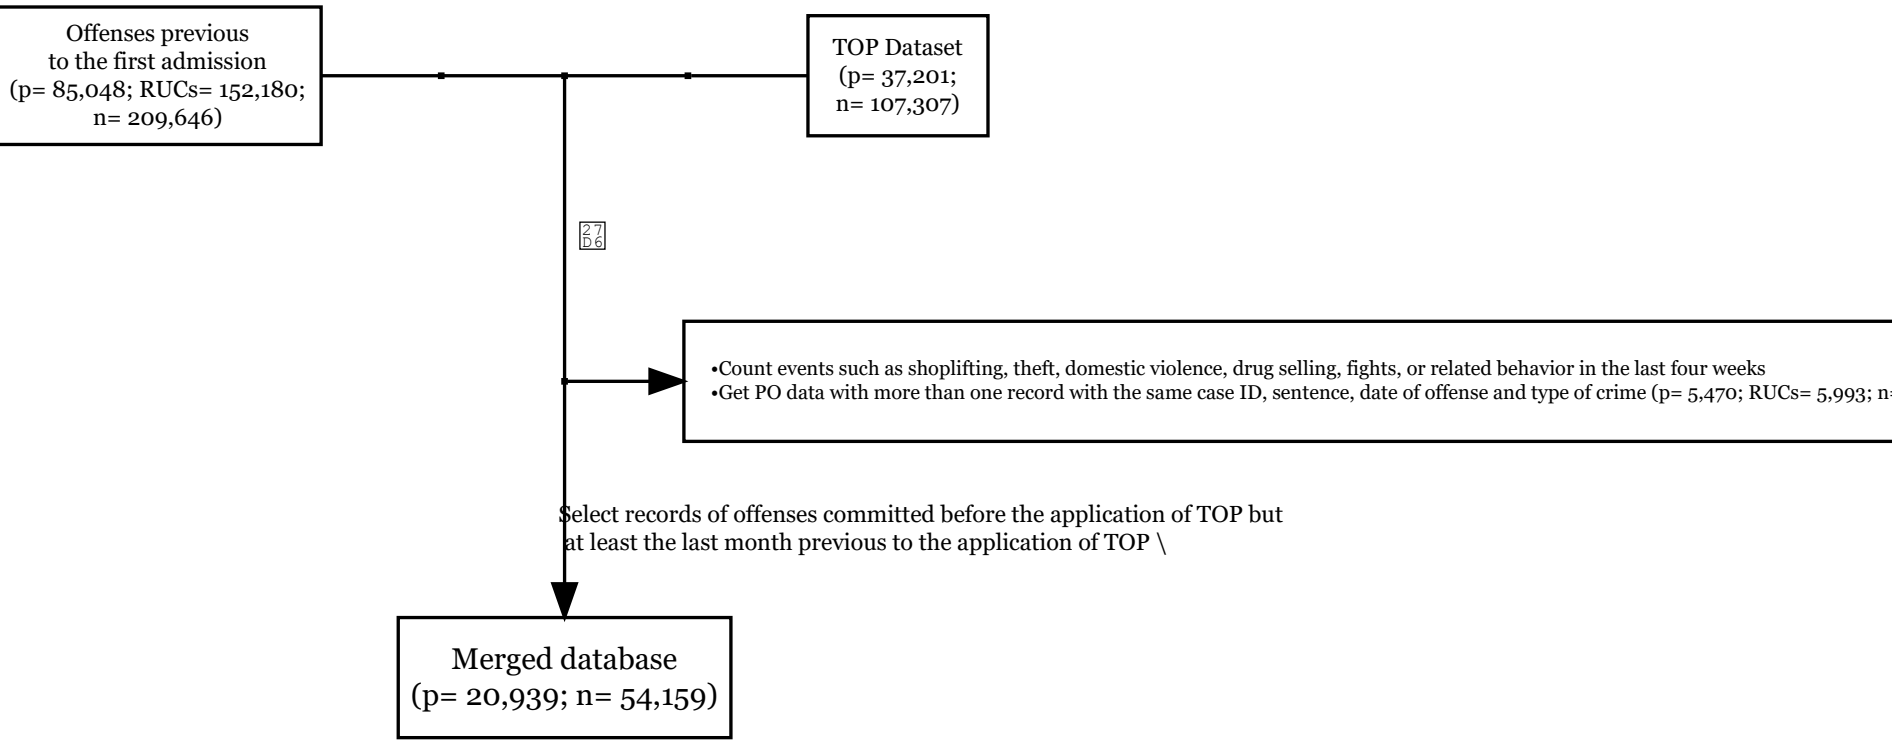 Offenses previous
to the first admission
(p= 85,048; RUCs= 152,180;
n= 209,646)
TOP Dataset
(p= 37,201;
n= 107,307)
27
D6
•Count events such as shoplifting, theft, domestic violence, drug selling, fights, or related behavior in the last four weeks
•Get PO data with more than one record with the same case ID, sentence, date of offense and type of crime (p= 5,470; RUCs= 5,993; n=
Select records of offenses committed before the application of TOP but
at least the last month previous to the application of TOP \
Merged database
(p= 20,939; n= 54,159)